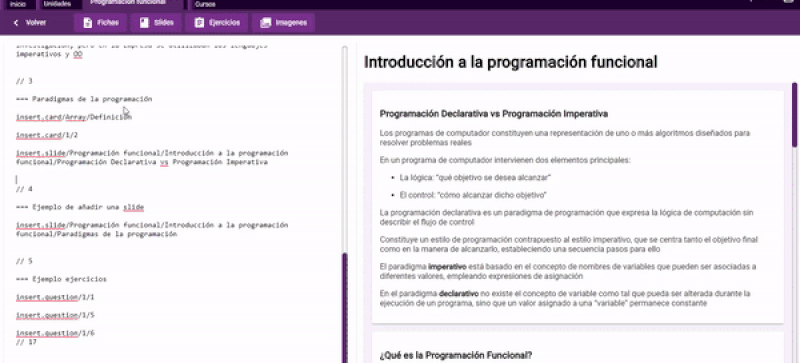 Inicio
Unidades
Programación funcional
Cursos
Volver
Fichas
Slides
Ejercicios
Imagenes
imperativos y OO
// 3
=== Paradigmas de la programación
insert.card/Array/Definición
insert.card/1/2
insert.slide/Programación funcional/Introducción a la programación
funcional/Programación Declarativa vs Programación Imperativa
// 4
=== Ejemplo de añadir una slide
insert.slide/Programación funcional/Introducción a la programación
funcional/Paradigmas de la programación
// 5
=== Ejemplo ejercicios
insert.question/1/1
insert.question/1/5
insert.question/1/6
// 17
Introducción a la programación funcional
Programación Declarativa vs Programación Imperativa
Los programas de computador constituyen una representación de uno o más algoritmos diseñados para
resolver problemas reales
En un programa de computador intervienen dos elementos principales:
• La lógica: "qué objetivo se desea alcanzar"
• El control: "cómo alcanzar dicho objetivo"
La programación declarativa es un paradigma de programación que expresa la lógica de computación sin
describir el flujo de control
Constituye un estilo de programación contrapuesto al estilo imperativo, que se centra tanto el objetivo final
como en la manera de alcanzarlo, estableciendo una secuencia pasos para ello
El paradigma imperativo está basado en el concepto de nombres de variables que pueden ser asociadas a
diferentes valores, empleando expresiones de asignación
En el paradigma declarativo no existe el concepto de variable como tal que pueda ser alterada durante la
ejecución de un programa, sino que un valor asignado a una "variable" permanece constante
¿Qué es la Programación Funcional?